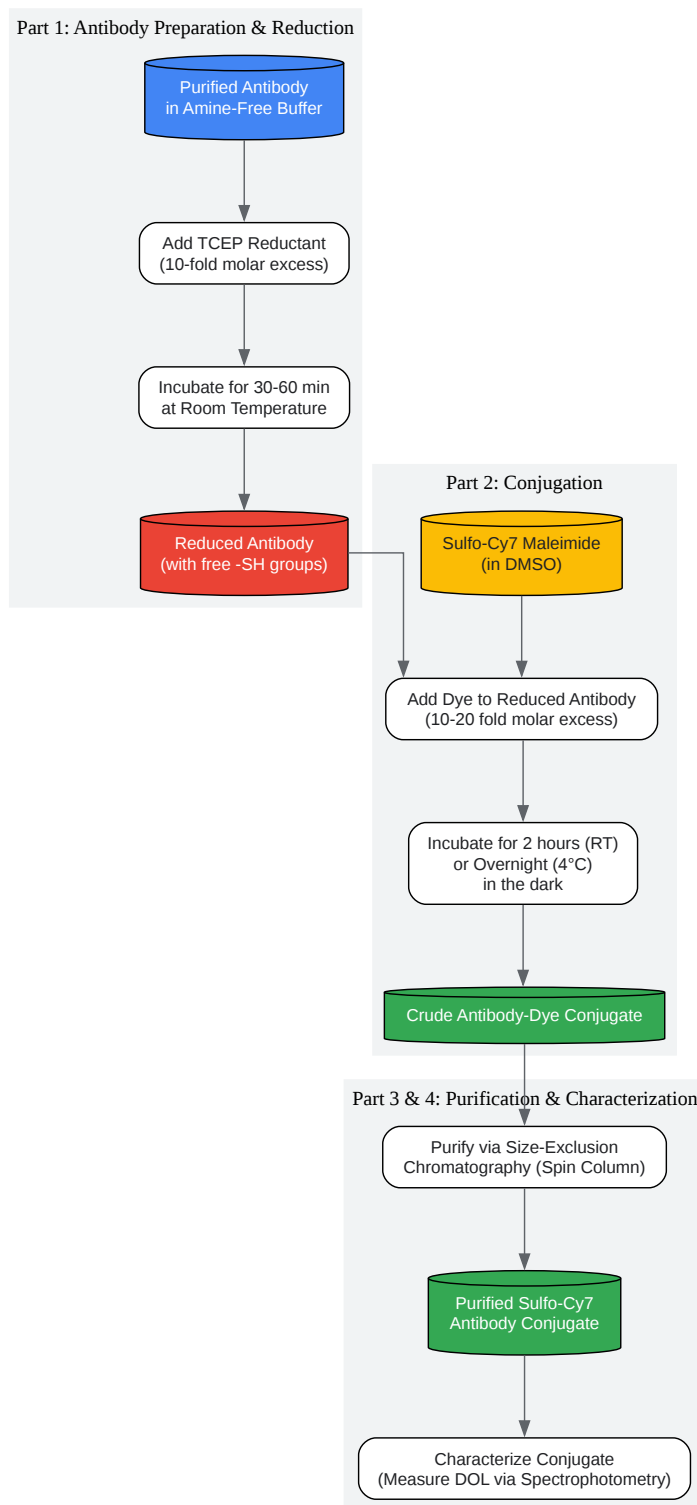 Part 1: Antibody Preparation & Reduction
Purified Antibody
in Amine-Free Buffer
Add TCEP Reductant
(10-fold molar excess)
Incubate for 30-60 min
at Room Temperature
Reduced Antibody
(with free -SH groups)
Part 2: Conjugation
Sulfo-Cy7 Maleimide
(in DMSO)
Add Dye to Reduced Antibody
(10-20 fold molar excess)
Incubate for 2 hours (RT)
or Overnight (4°C)
in the dark
Crude Antibody-Dye Conjugate
Part 3 & 4: Purification & Characterization
Purify via Size-Exclusion
Chromatography (Spin Column)
Purified Sulfo-Cy7
Antibody Conjugate
Characterize Conjugate
(Measure DOL via Spectrophotometry)